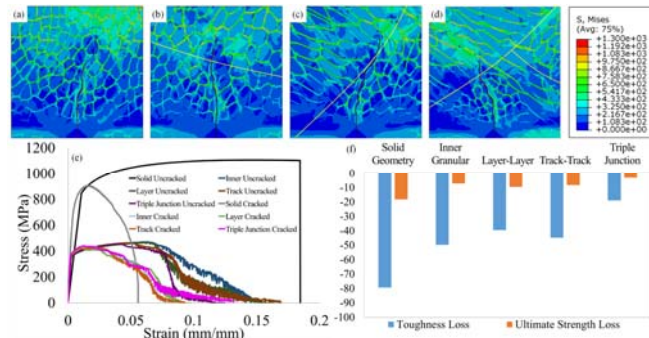 (a)
(b)
(c)
(d)
S, Mises
(Avg: 75%)
+1.300e+03
+1.192e+03
+1.083e+03
+9.750e+02
+8.667e+02
+7.583e+02
+6.500e+02
+5.417e+02
+4.333e+02
+3.250e+02
+2.167e+02
+1.083e+02
+0.000e+00
(e)
Stress (MPa)
1200
1000
800
600
400
200
0
Solid Uncracked
Inner Uncracked
Layer Uncracked
Track Uncracked
Triple Junction Uncracked
Solid Cracked
Inner Cracked
Layer Cracked
Track Cracked
Triple Junction Cracked
0
0.05
0.1
0.15
0.2
Strain (mm/mm)
(f)
Solid
Geometry
Inner
Granular
Layer-Layer
Track-Track
Triple
Junction
0
-10
-20
-30
-40
-50
-60
-70
-80
-90
-100
Toughness Loss
Ultimate Strength Loss